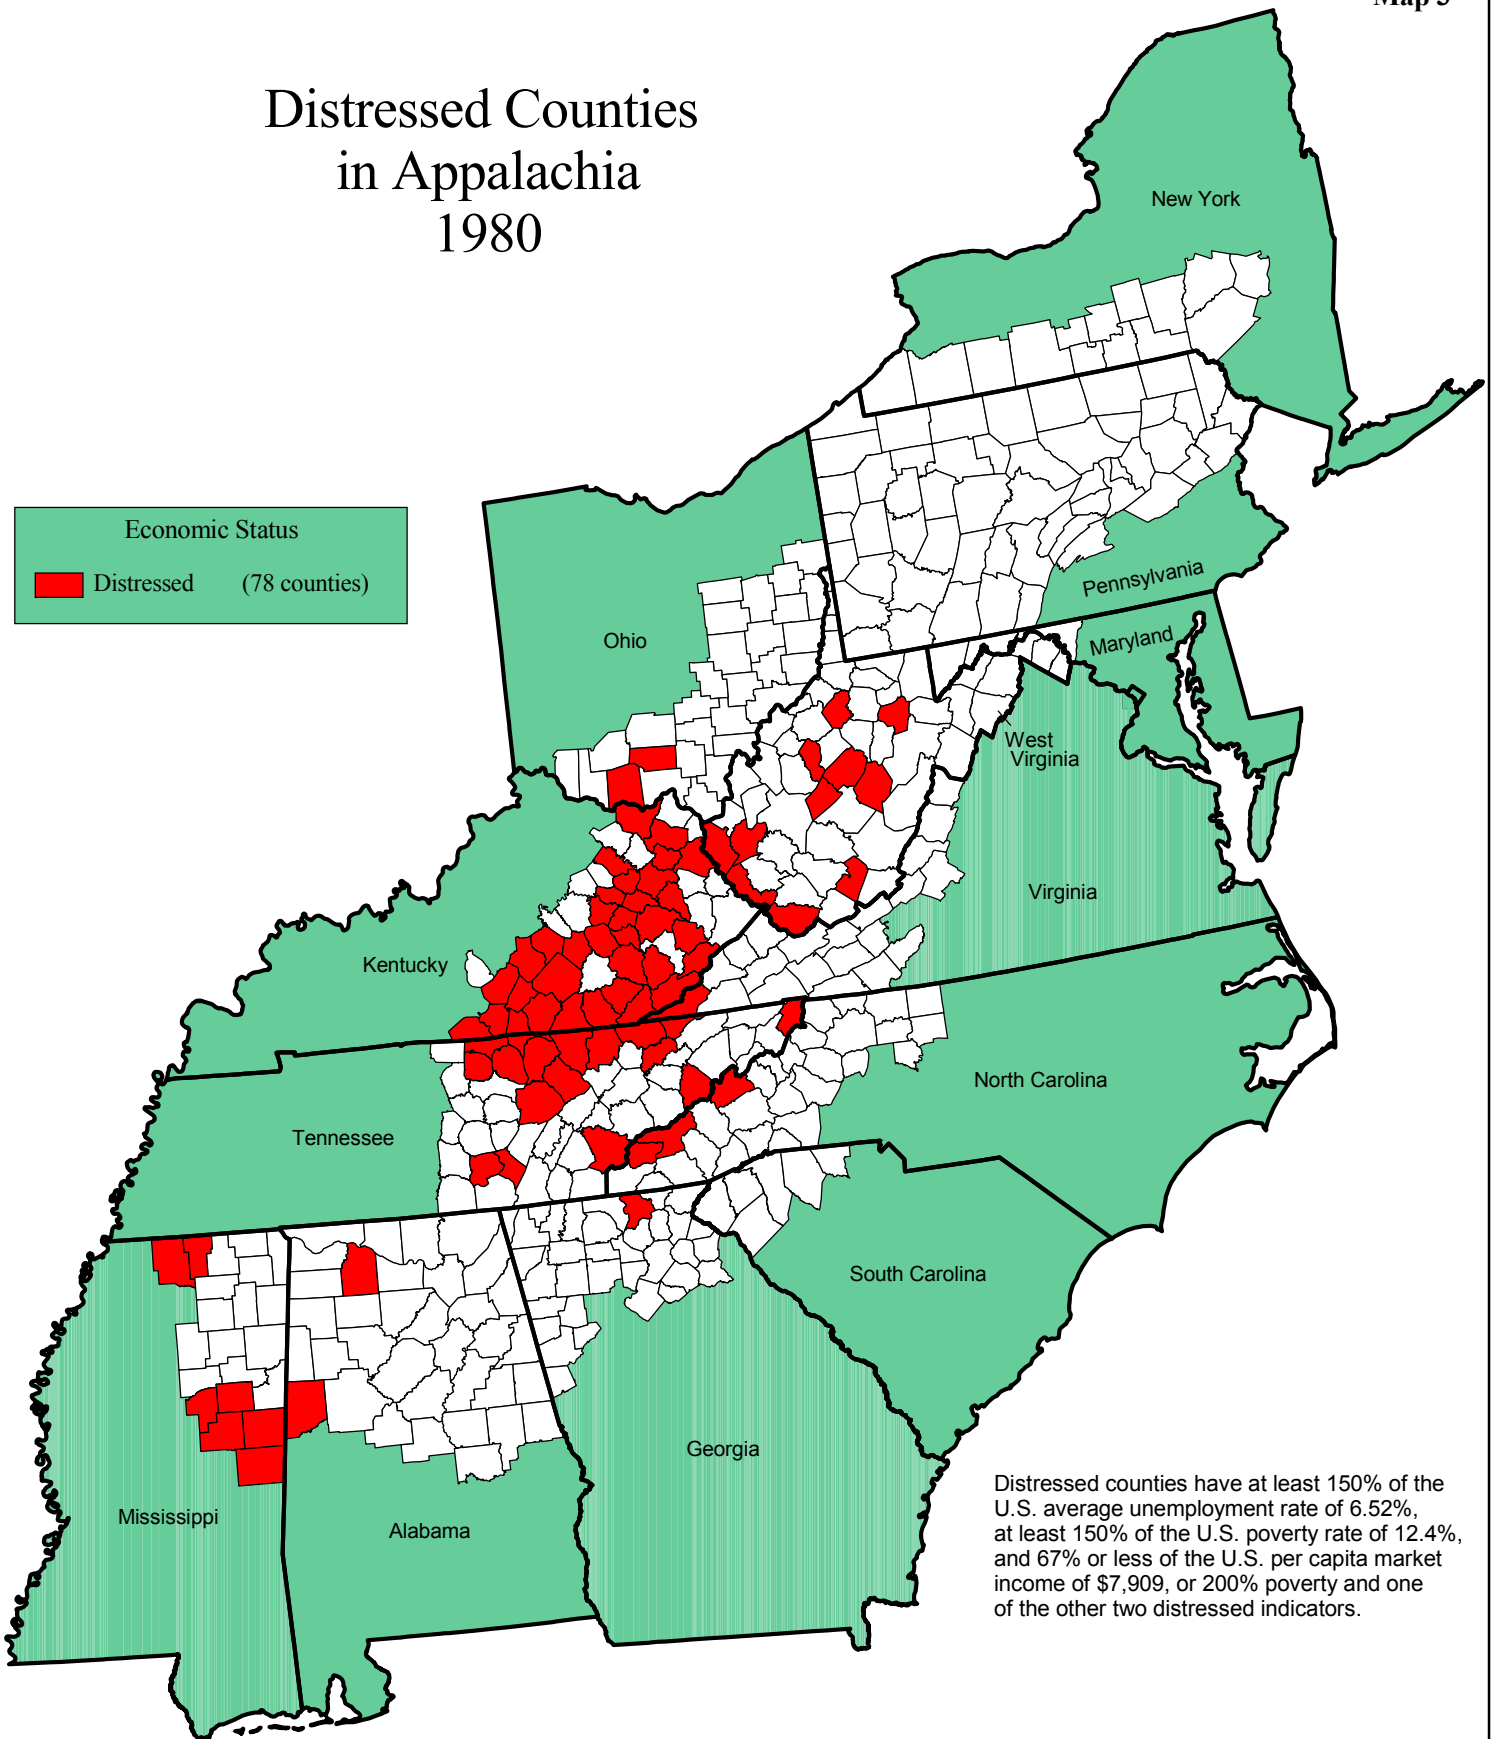 Map 3
Distressed Counties
in Appalachia
1980
New York
Economic Status
Distressed (78 counties)
Pennsylvania
Ohio
Maryland
West
Virginia
Virginia
Kentucky
North Carolina
Tennessee
South Carolina
Georgia
Mississippi
Alabama
Distressed counties have at least 150% of the
U.S. average unemployment rate of 6.52%,
at least 150% of the U.S. poverty rate of 12.4%,
and 67% or less of the U.S. per capita market
income of $7,909, or 200% poverty and one
of the other two distressed indicators.